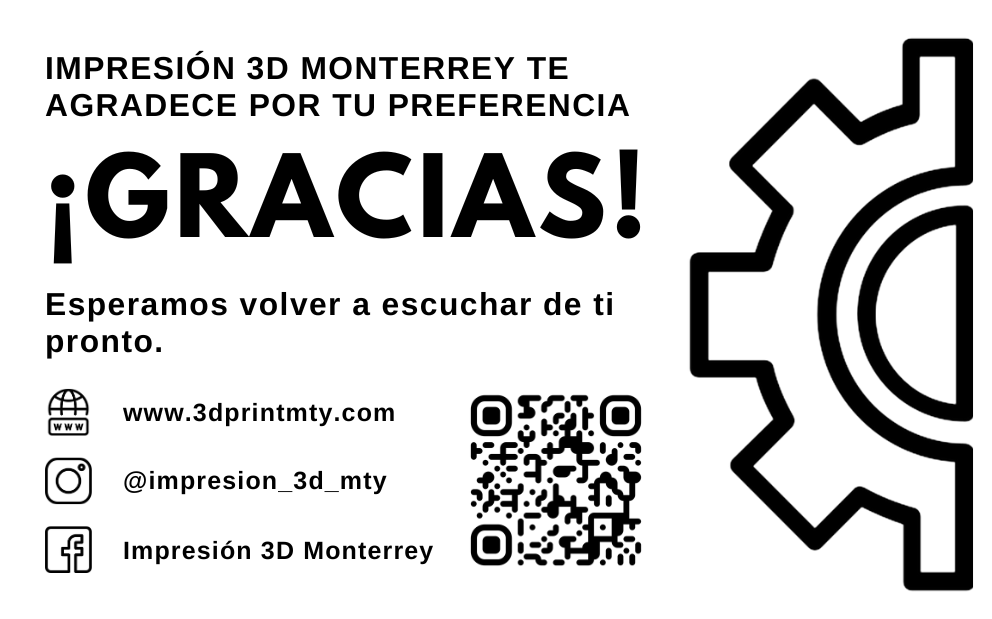 IMPRESIÓN 3D MONTERREY TE
AGRADECE POR TU PREFERENCIA
¡GRACIAS!
Esperamos volver a escuchar de ti
pronto.
WWW
www.3dprintmty.com
@impresion_3d_mty
Impresión 3D Monterrey